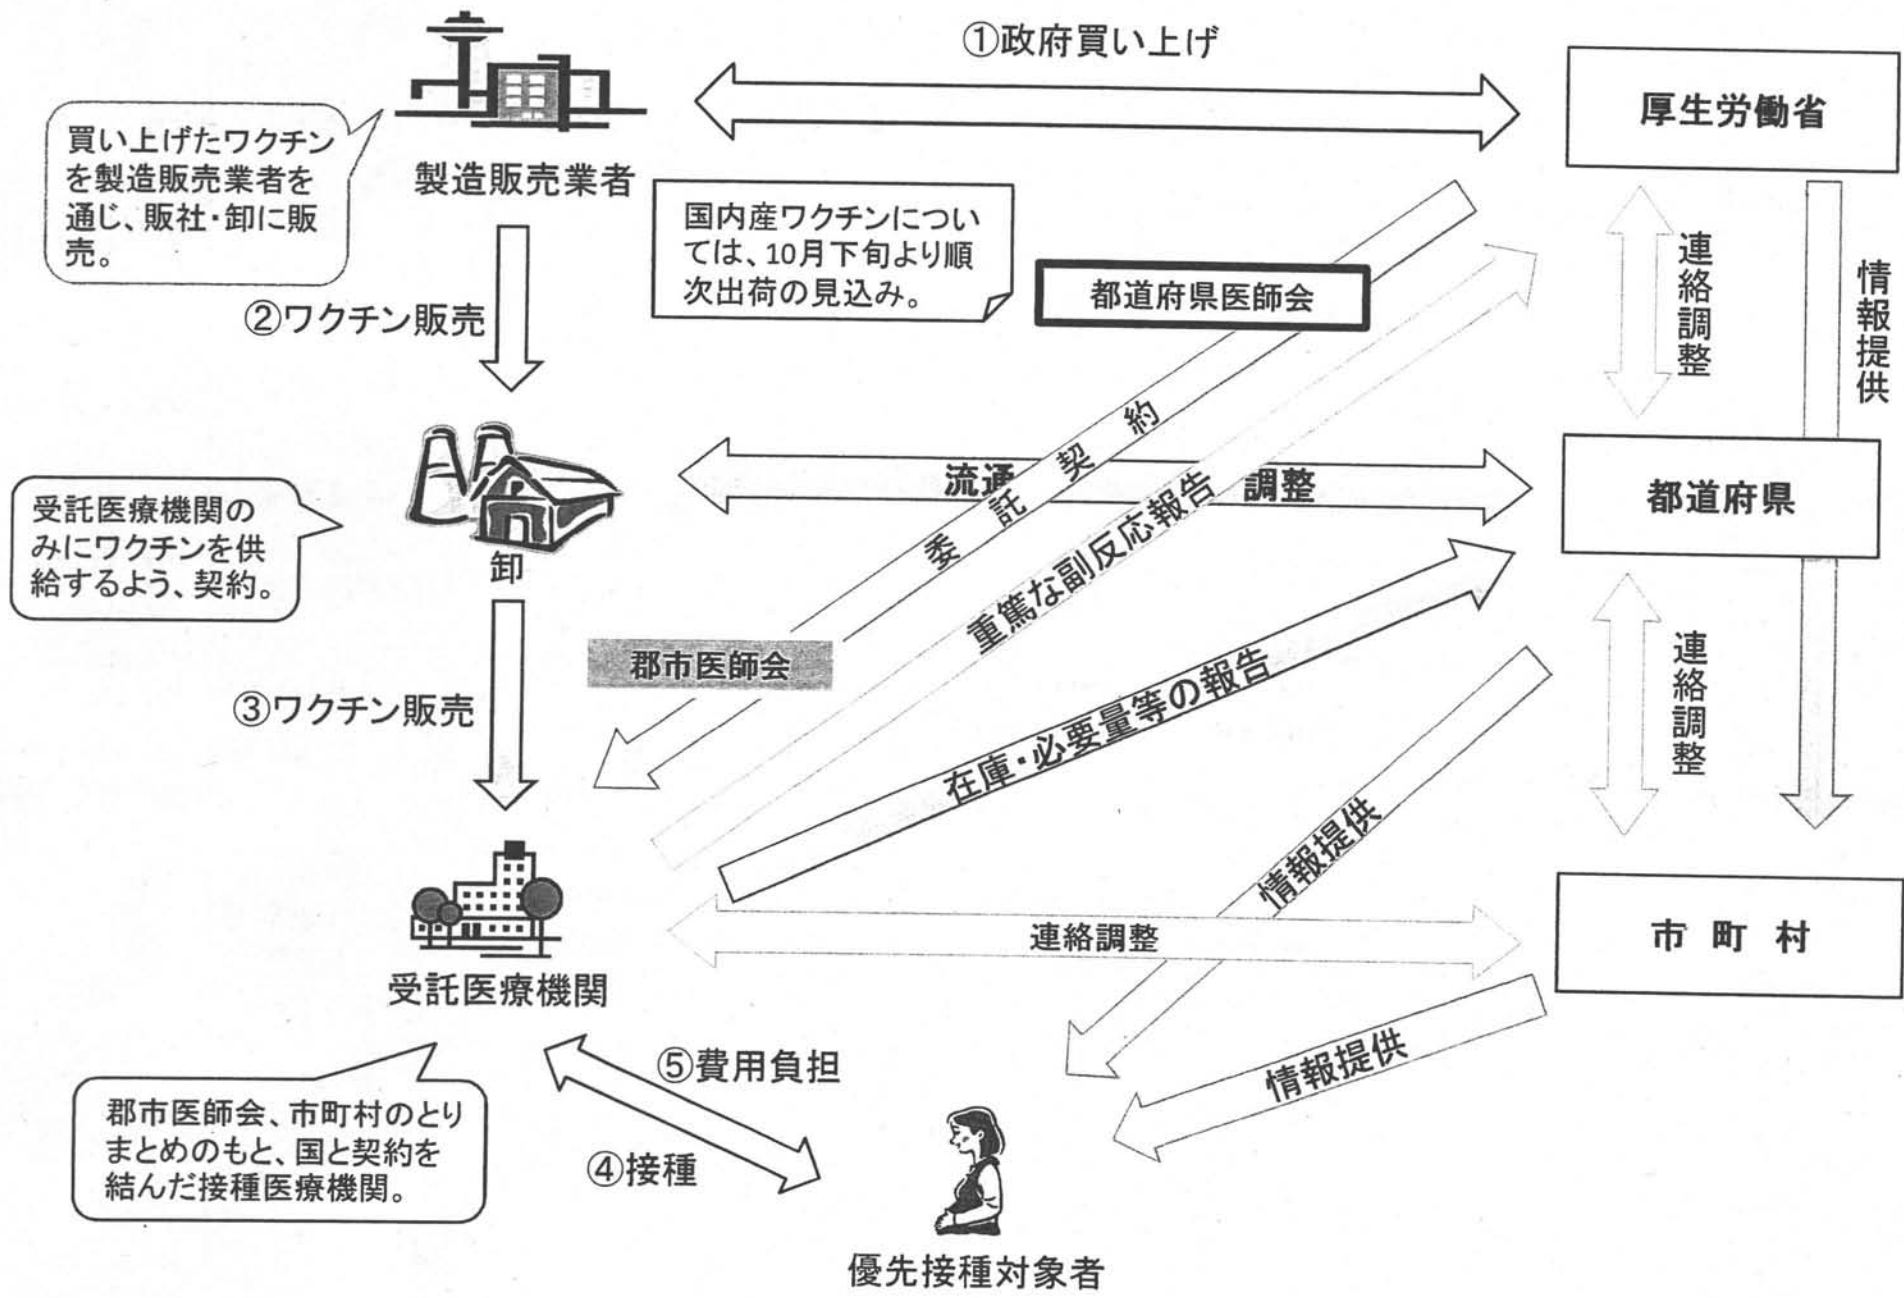 ①政府買い上げ
厚生労働省
買い上げたワクチン
を製造販売業者を
通じ、販社・卸に販
売。
製造販売業者
国内産ワクチンについ
ては、10月下旬より順
次出荷の見込み。
都道府県医師会
連絡調整
情報提供
②ワクチン販売
委託契約
流通調整
都道府県
重篤な副反応報告
受託医療機関の
みにワクチンを供
給するよう、契約。
卸
郡市医師会
③ワクチン販売
在庫・必要量等の報告
連絡調整
情報提供
連絡調整
市町村
受託医療機関
情報提供
⑤費用負担
④接種
郡市医師会、市町村のとり
まとめのもと、国と契約を
結んだ接種医療機関。
優先接種対象者